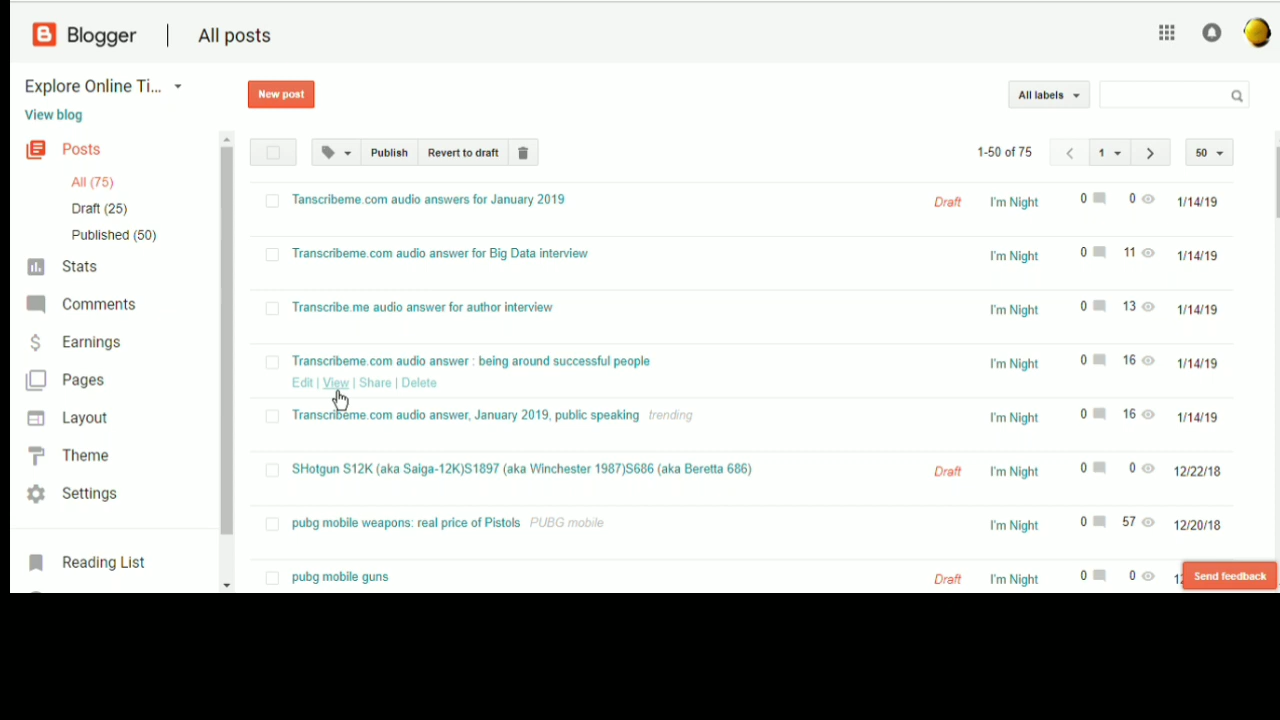 Blogger | All posts
Explore Online Ti...
View blog
New post
All labels
Posts
All (75)
Draft (25)
Published (50)
Stats
Comments
Earnings
Pages
Layout
Theme
Settings
Reading List
Publish Revert to draft 1-50 of 75 1 50
Tanscribeme.com audio answers for January 2019 Draft I'm Night 0 0 1/14/19
Transcribeme.com audio answer for Big Data interview I'm Night 0 11 1/14/19
Transcribe.me audio answer for author interview I'm Night 0 13 1/14/19
Transcribeme.com audio answer : being around successful people I'm Night 0 16 1/14/19
Edit | View | Share | Delete
Transcribeme.com audio answer, January 2019, public speaking trending I'm Night 0 16 1/14/19
SHotgun S12K (aka Saiga-12K)S1897 (aka Winchester 1987)S686 (aka Beretta 686) Draft I'm Night 0 0 12/22/18
pubg mobile weapons: real price of Pistols PUBG mobile I'm Night 0 57 12/20/18
pubg mobile guns Draft I'm Night 0 0
Send feedback